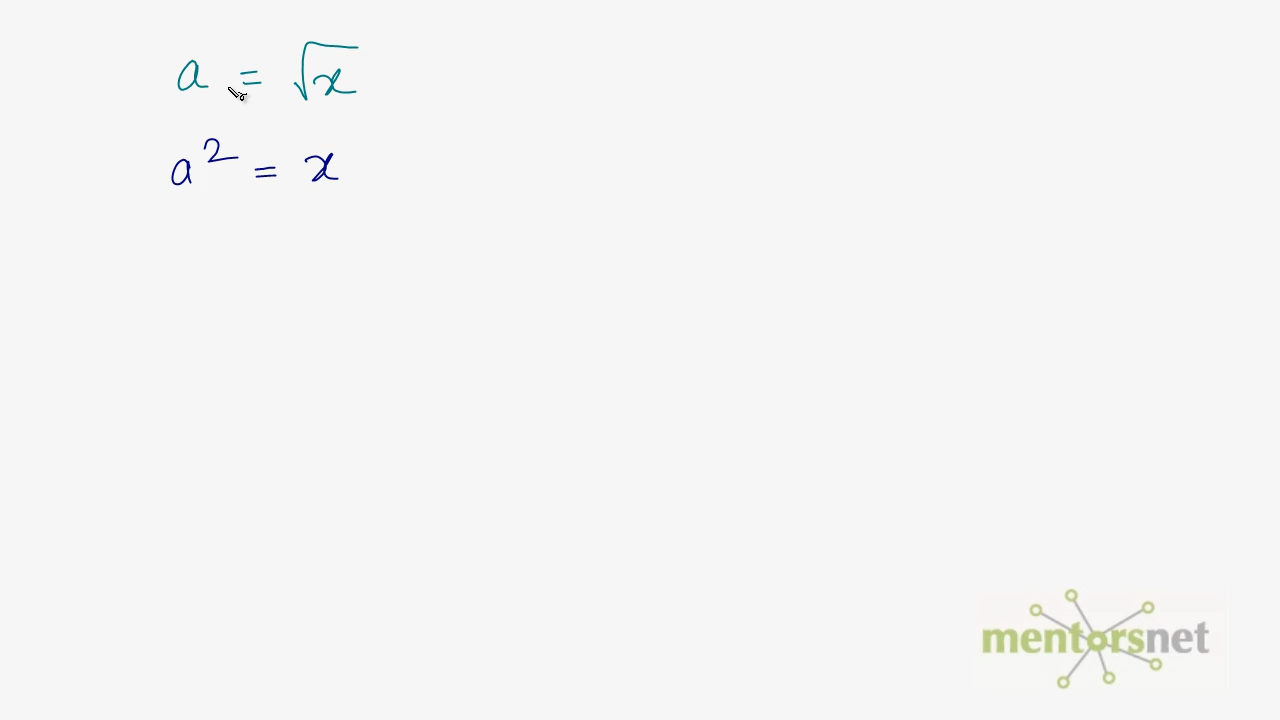 a = √x
a² = x
mentorsnet